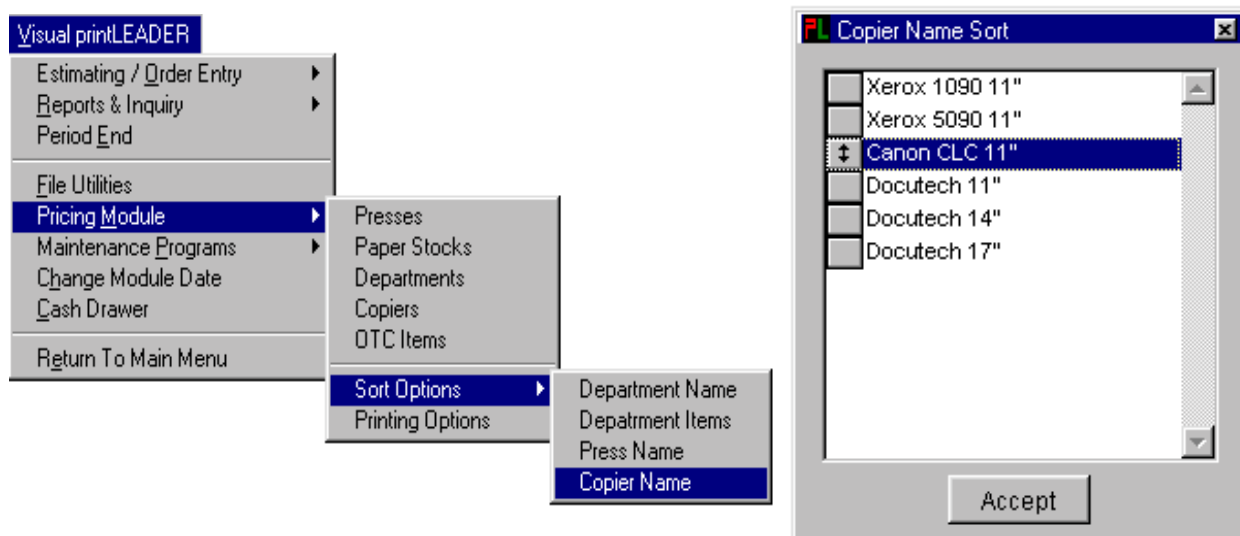 Visual printLEADER
Estimating / Order Entry
Reports & Inquiry
Period End
File Utilities
Pricing Module
Maintenance Programs
Change Module Date
Cash Drawer
Return To Main Menu
Presses
Paper Stocks
Departments
Copiers
OTC Items
Sort Options
Printing Options
Department Name
Depatrment Items
Press Name
Copier Name
PL Copier Name Sort
Xerox 1090 11"
Xerox 5090 11"
Canon CLC 11"
Docutech 11"
Docutech 14"
Docutech 17"
Accept